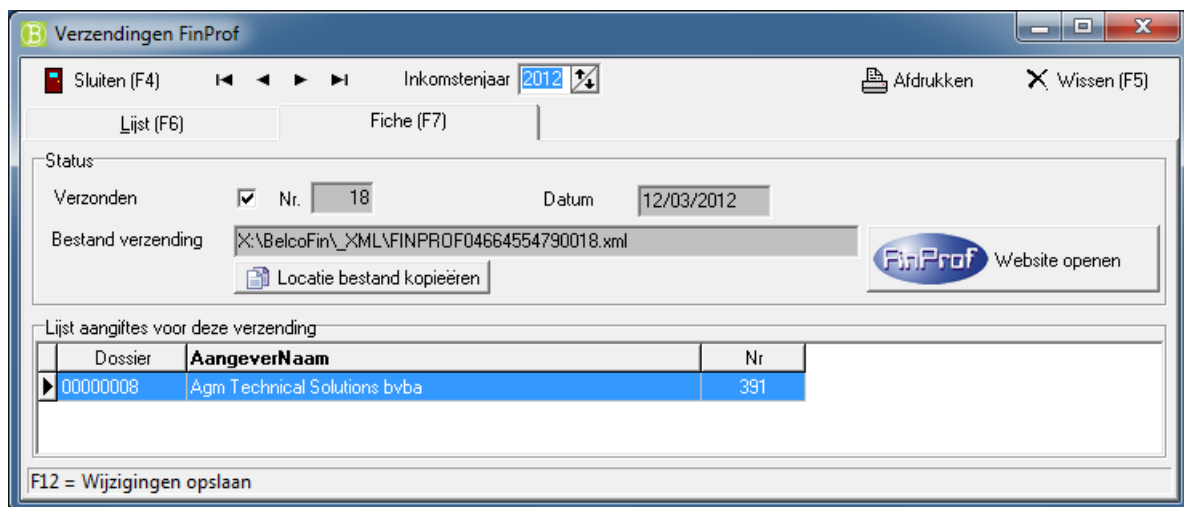 Verzendingen FinProf
Sluiten (F4) Inkomstenjaar 2012 Afdrukken Wissen (F5)
Lijst (F6) Fiche (F7)
Status
Verzonden Nr. 18 Datum 12/03/2012
Bestand verzending X:\BelcoFin\_XML\FINPROF04664554790018.xml
FinProf Website openen
Locatie bestand kopieëren
Lijst aangiftes voor deze verzending
Dossier AangeverNaam Nr
00000008 Agm Technical Solutions bvba 391
F12 = Wijzigingen opslaan